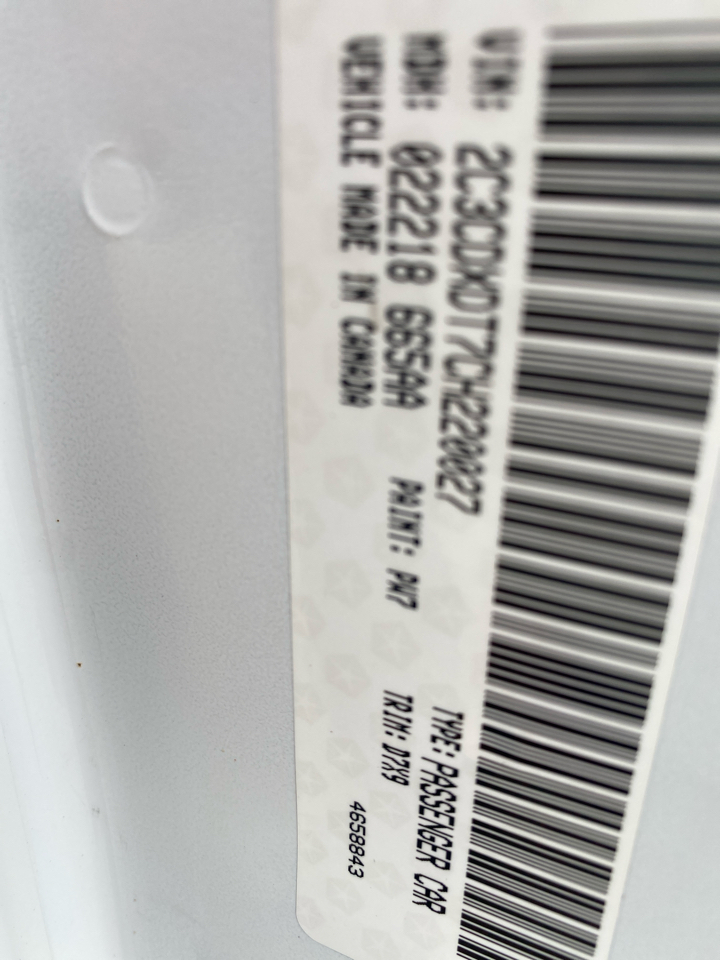 VIN: 2C3CDXDT7CH220027 TYPE: PASSENGER CAR
MDH: 022218 665AA PAINT: PW7 TRIM: D7X9
VEHICLE MADE IN CANADA 4658843